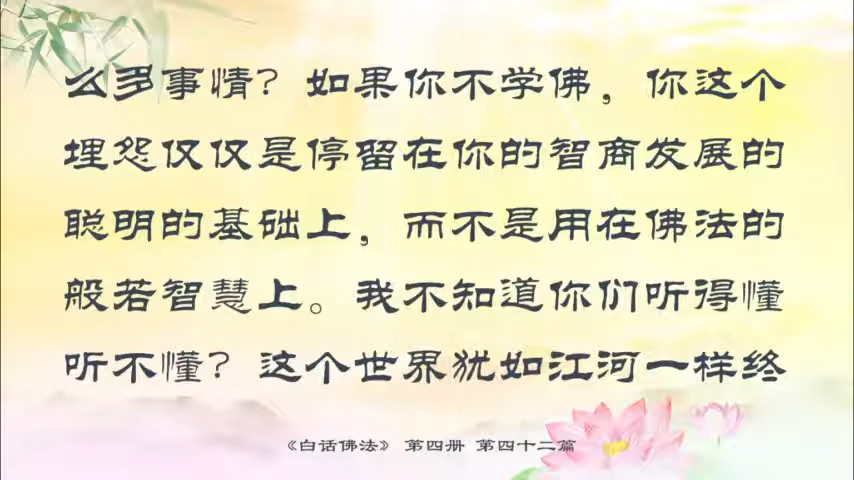 么多事情？如果你不学佛，你这个
埋怨仅仅是停留在你的智商发展的
聪明的基础上，而不是用在佛法的
般若智慧上。我不知道你们听得懂
听不懂？这个世界犹如江河一样终
《白话佛法》 第四册 第四十二篇